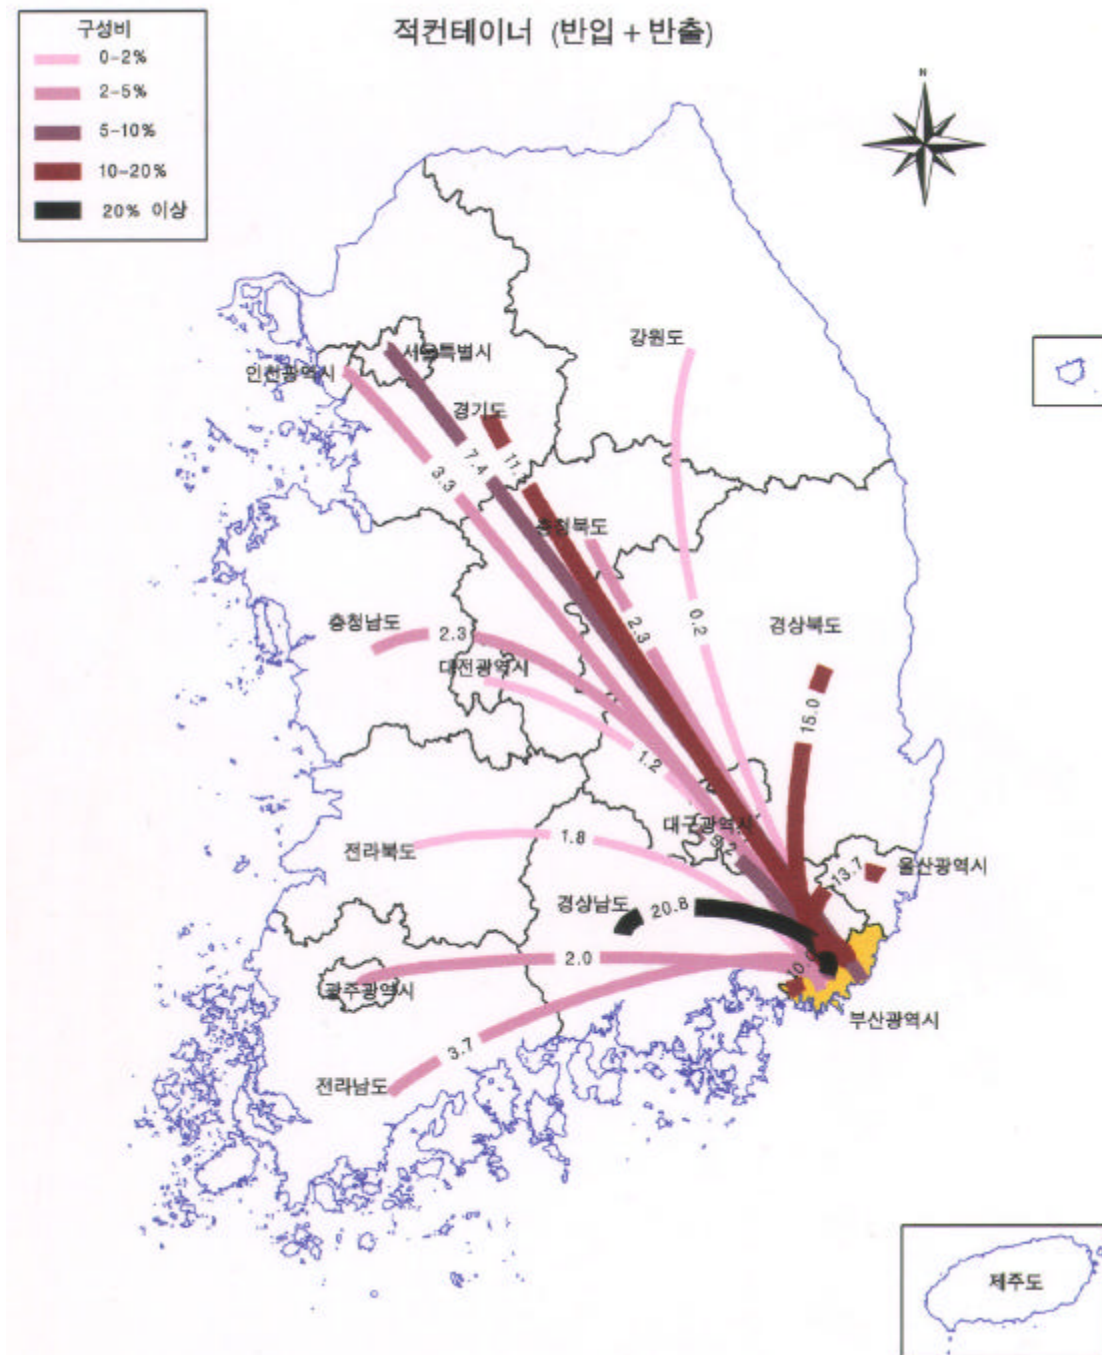 적컨테이너 (반입 + 반출)
구성비
0-2%
2-5%
5-10%
10-20%
20% 이상
N
강원도
서울특별시
인천광역시
경기도
7.4
11.
3.3
충청북도
충청남도
2.3
2.3
0.2
경상북도
대전광역시
15.0
1.2
대구광역시
5.2
전라북도
1.8
13.7
울산광역시
경상남도
20.8
2.0
10.
광주광역시
부산광역시
3.7
전라남도
제주도